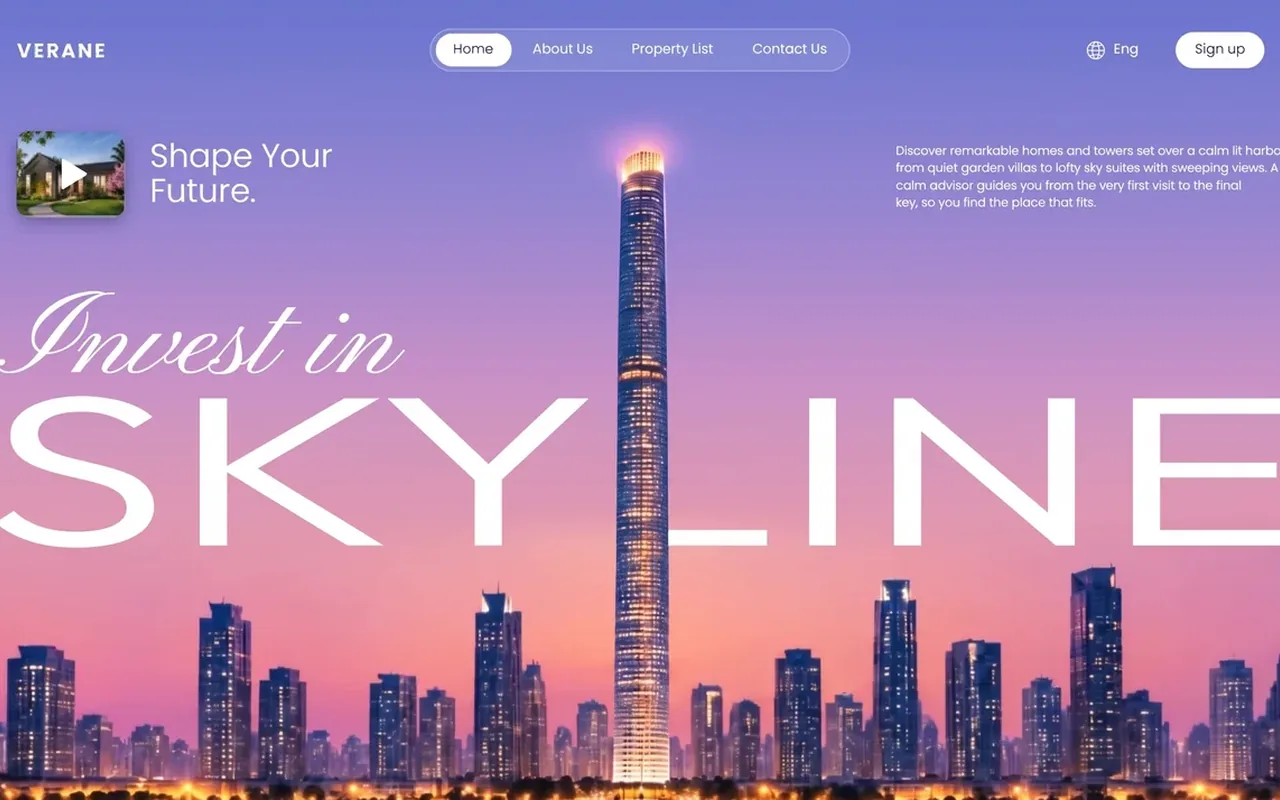 VERANE
Home
About Us
Property List
Contact Us
Eng
Sign up
Shape Your
Future.
Discover remarkable homes and towers set over a calm lit
from quiet garden villas to lofty sky suites with sweeping views. A
calm advisor guides you from the very first visit to the final
key, so you find the place that fits.
Invest in
SKYLINE